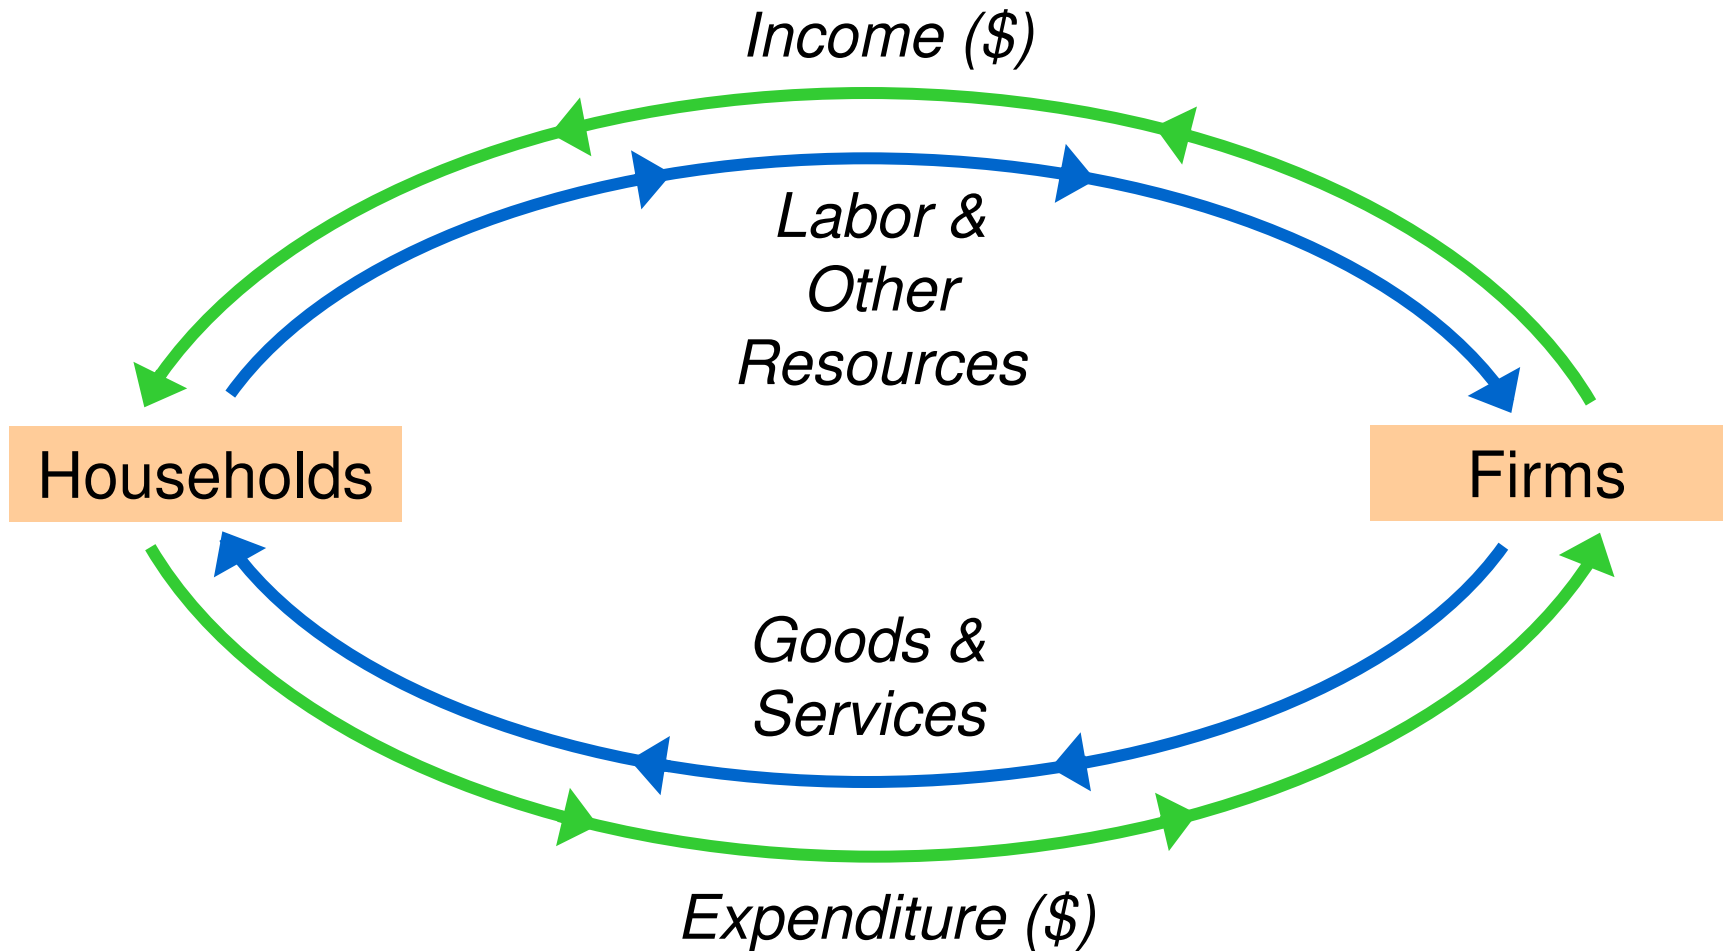 Income ($)
Labor &
Other
Resources
Households
Firms
Goods &
Services
Expenditure ($)